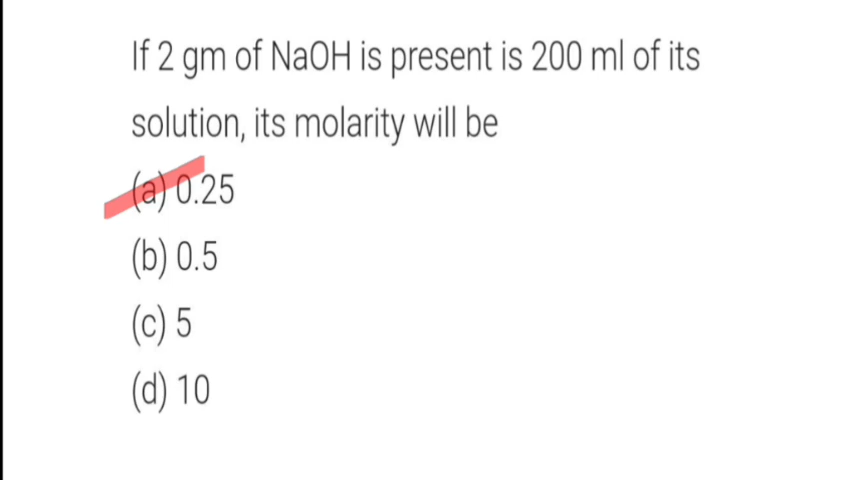 If 2 gm of NaOH is present is 200 ml of its
solution, its molarity will be
(a) 0.25
(b) 0.5
(c) 5
(d) 10